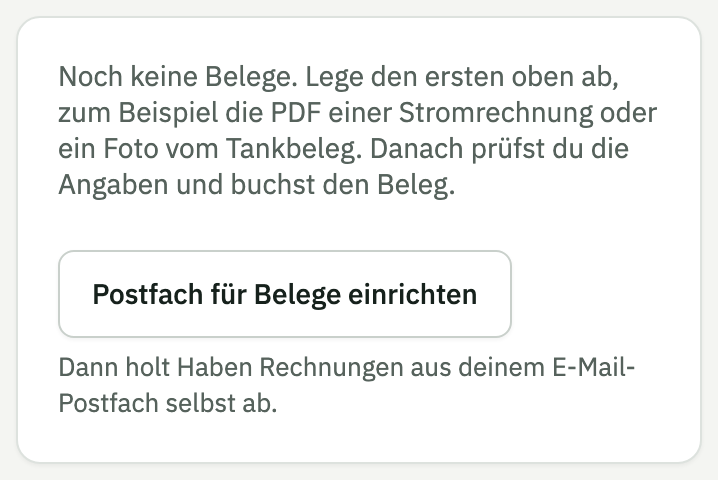 Noch keine Belege. Lege den ersten oben ab,
zum Beispiel die PDF einer Stromrechnung oder
ein Foto vom Tankbeleg. Danach prüfst du die
Angaben und buchst den Beleg.
Postfach für Belege einrichten
Dann holt Haben Rechnungen aus deinem E-Mail-
Postfach selbst ab.